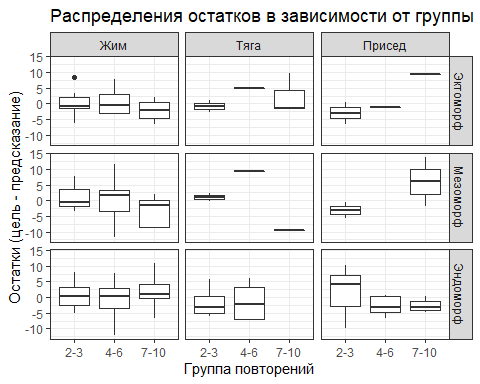 Распределения остатков в зависимости от группы
Жим Тяга Присед
Остатки (цель - предсказание)
15
10
5
0
-5
-10
Эктоморф
15
10
5
0
-5
-10
Мезоморф
15
10
5
0
-5
-10
Эндоморф
2-3 4-6 7-10 2-3 4-6 7-10 2-3 4-6 7-10
Группа повторений